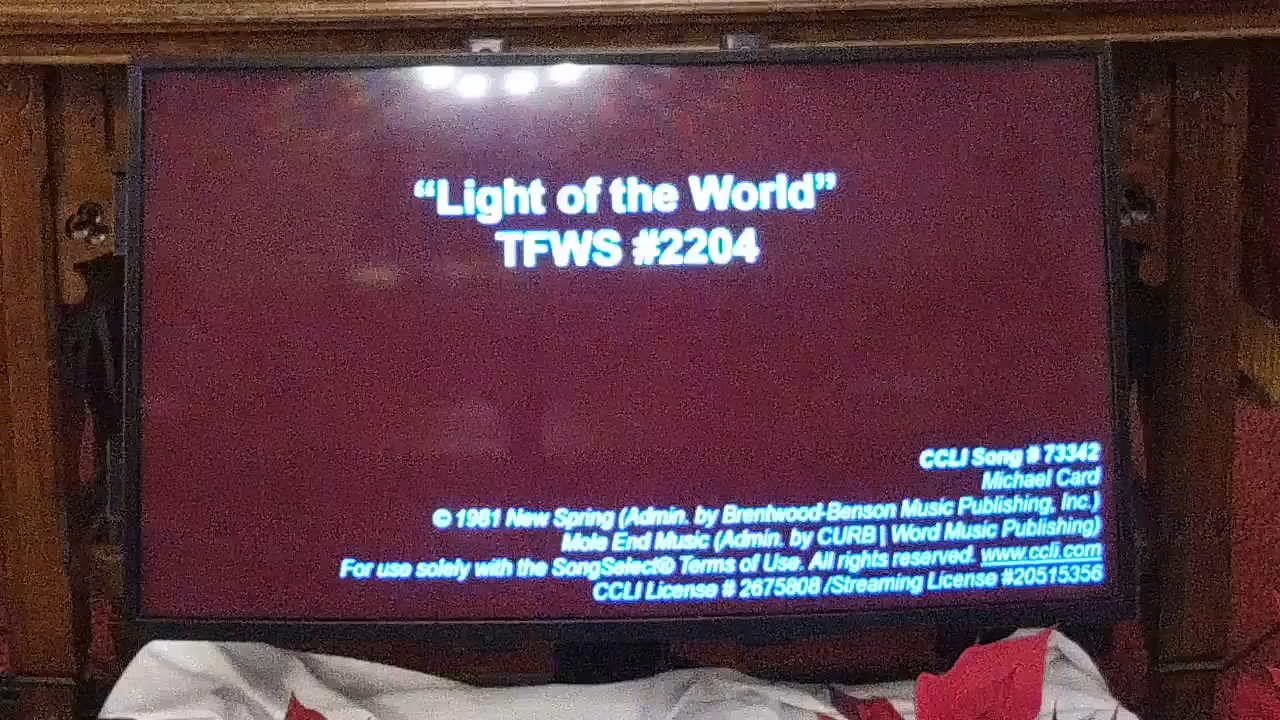 “Light of the World”
TFWS #2204
CCLI Song # 73342
Michael Card
© 1981 New Spring (Admin. by Brentwood-Benson Music Publishing, Inc.)
Mole End Music (Admin. by CURB | Word Music Publishing)
For use solely with the SongSelect® Terms of Use. All rights reserved. www.ccli.com
CCLI License # 2675808 /Streaming License #20515356